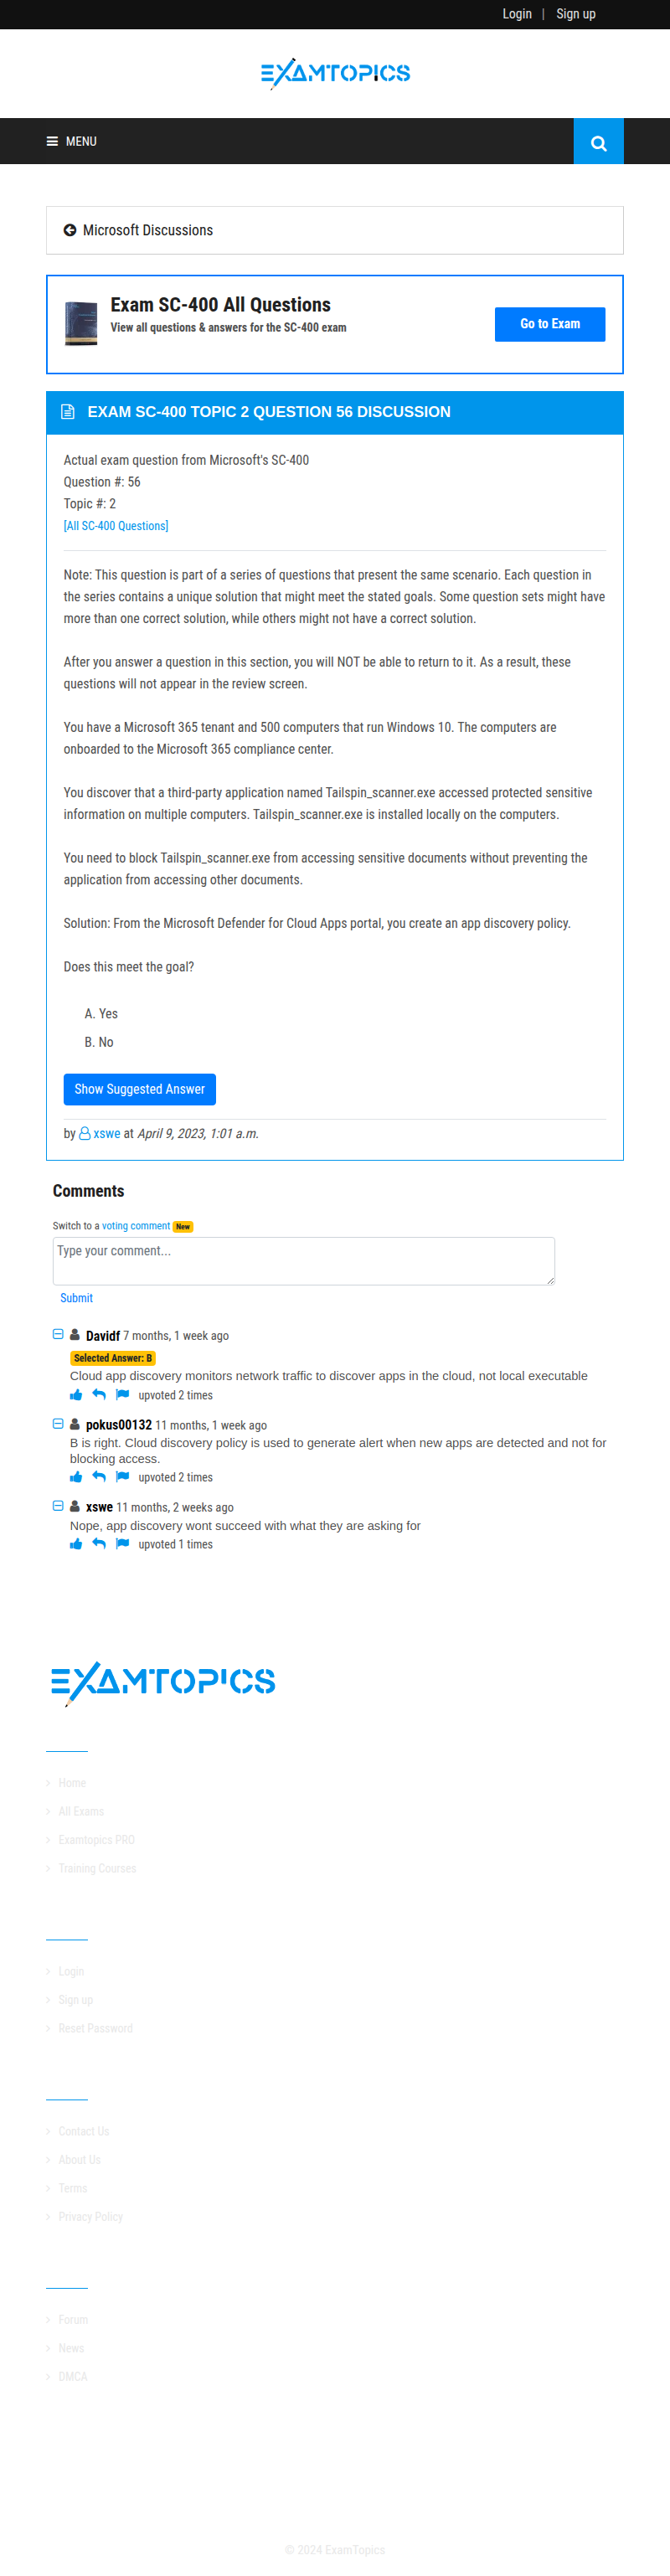 Login | Sign up
EXAMTOPICS
MENU
Microsoft Discussions
Exam SC-400 All Questions
View all questions & answers for the SC-400 exam
Go to Exam
EXAM SC-400 TOPIC 2 QUESTION 56 DISCUSSION
Actual exam question from Microsoft's SC-400
Question #: 56
Topic #: 2
[All SC-400 Questions]
Note: This question is part of a series of questions that present the same scenario. Each question in
the series contains a unique solution that might meet the stated goals. Some question sets might have
more than one correct solution, while others might not have a correct solution.
After you answer a question in this section, you will NOT be able to return to it. As a result, these
questions will not appear in the review screen.
You have a Microsoft 365 tenant and 500 computers that run Windows 10. The computers are
onboarded to the Microsoft 365 compliance center.
You discover that a third-party application named Tailspin_scanner.exe accessed protected sensitive
information on multiple computers. Tailspin_scanner.exe is installed locally on the computers.
You need to block Tailspin_scanner.exe from accessing sensitive documents without preventing the
application from accessing other documents.
Solution: From the Microsoft Defender for Cloud Apps portal, you create an app discovery policy.
Does this meet the goal?
A. Yes
B. No
Show Suggested Answer
by xswe at April 9, 2023, 1:01 a.m.
Comments
Switch to a voting comment New
Type your comment...
Submit
Davidf 7 months, 1 week ago
Selected Answer: B
Cloud app discovery monitors network traffic to discover apps in the cloud, not local executable
upvoted 2 times
pokus00132 11 months, 1 week ago
B is right. Cloud discovery policy is used to generate alert when new apps are detected and not for
blocking access.
upvoted 2 times
xswe 11 months, 2 weeks ago
Nope, app discovery wont succeed with what they are asking for
upvoted 1 times
EXAMTOPICS
Home
All Exams
Examtopics PRO
Training Courses
Login
Sign up
Reset Password
Contact Us
About Us
Terms
Privacy Policy
Forum
News
DMCA
© 2024 ExamTopics